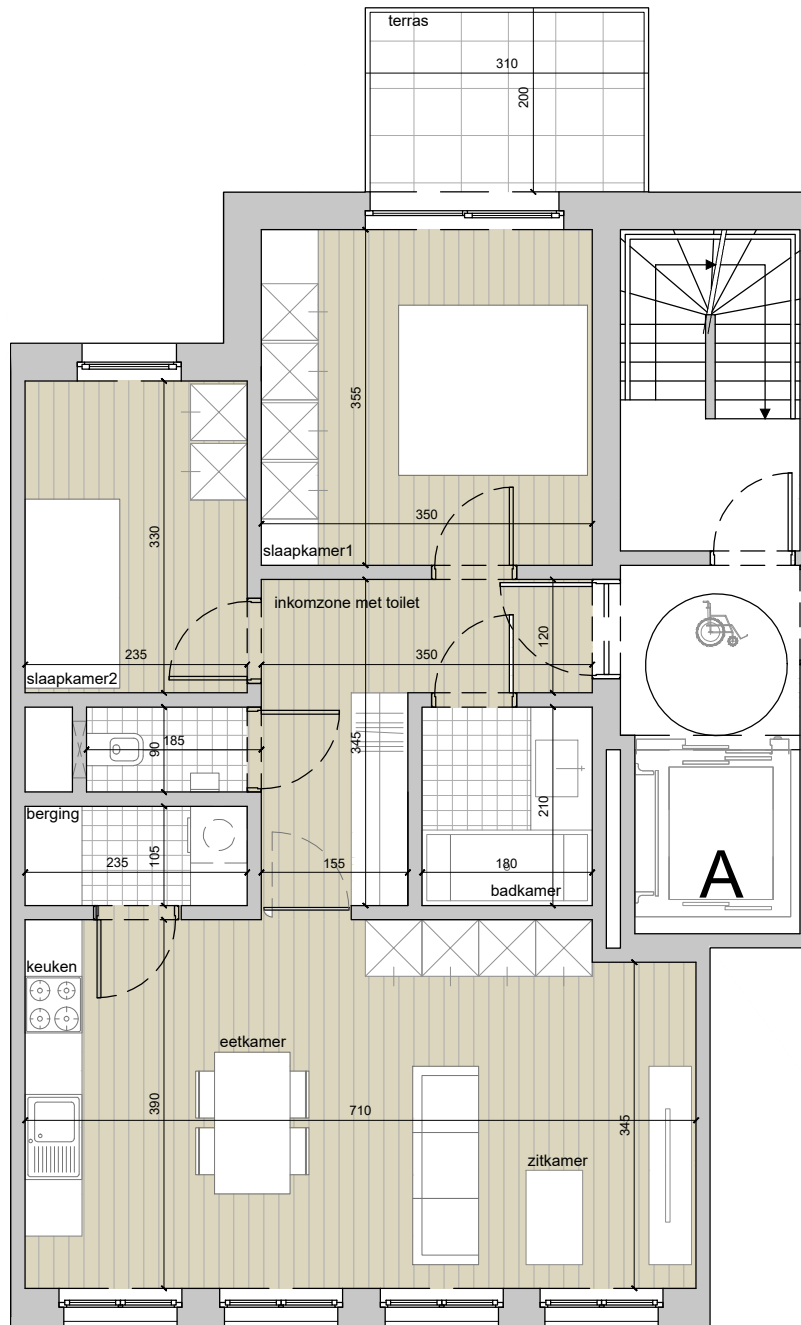 terras
310
200
355
350
slaapkamer1
330
inkomzone met toilet
120
235
350
slaapkamer2
345
185
90
210
berging
235
105
155
180
badkamer
A
keuken
eetkamer
390
710
345
zitkamer